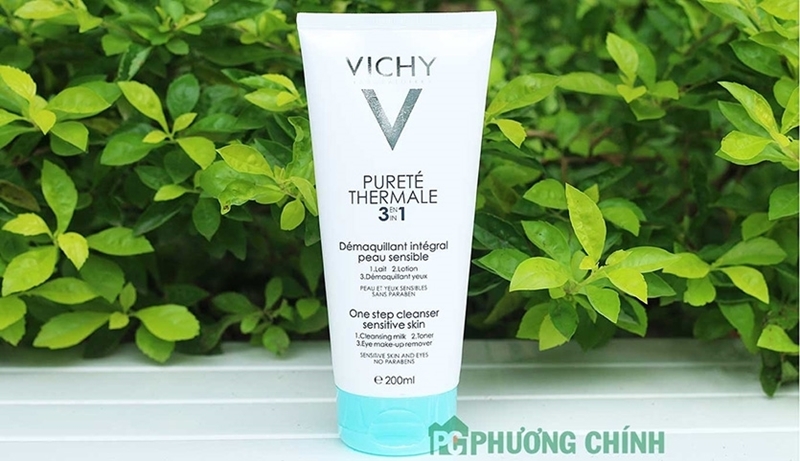 VICHY
V
PURETÉ
THERMALE
3 EN IN 1
Démaquillant intégral
peau sensible
1.Lait 2.Lotion
3.Démaquillant yeux
PEAU ET YEUX SENSIBLES
SANS PARABEN
One step cleanser
sensitive skin
1.Cleansing milk 2.Toner
3.Eye make-up remover
SENSITIVE SKIN AND EYES
NO PARABENS
e 200ml
PC PHƯƠNG CHÍNH